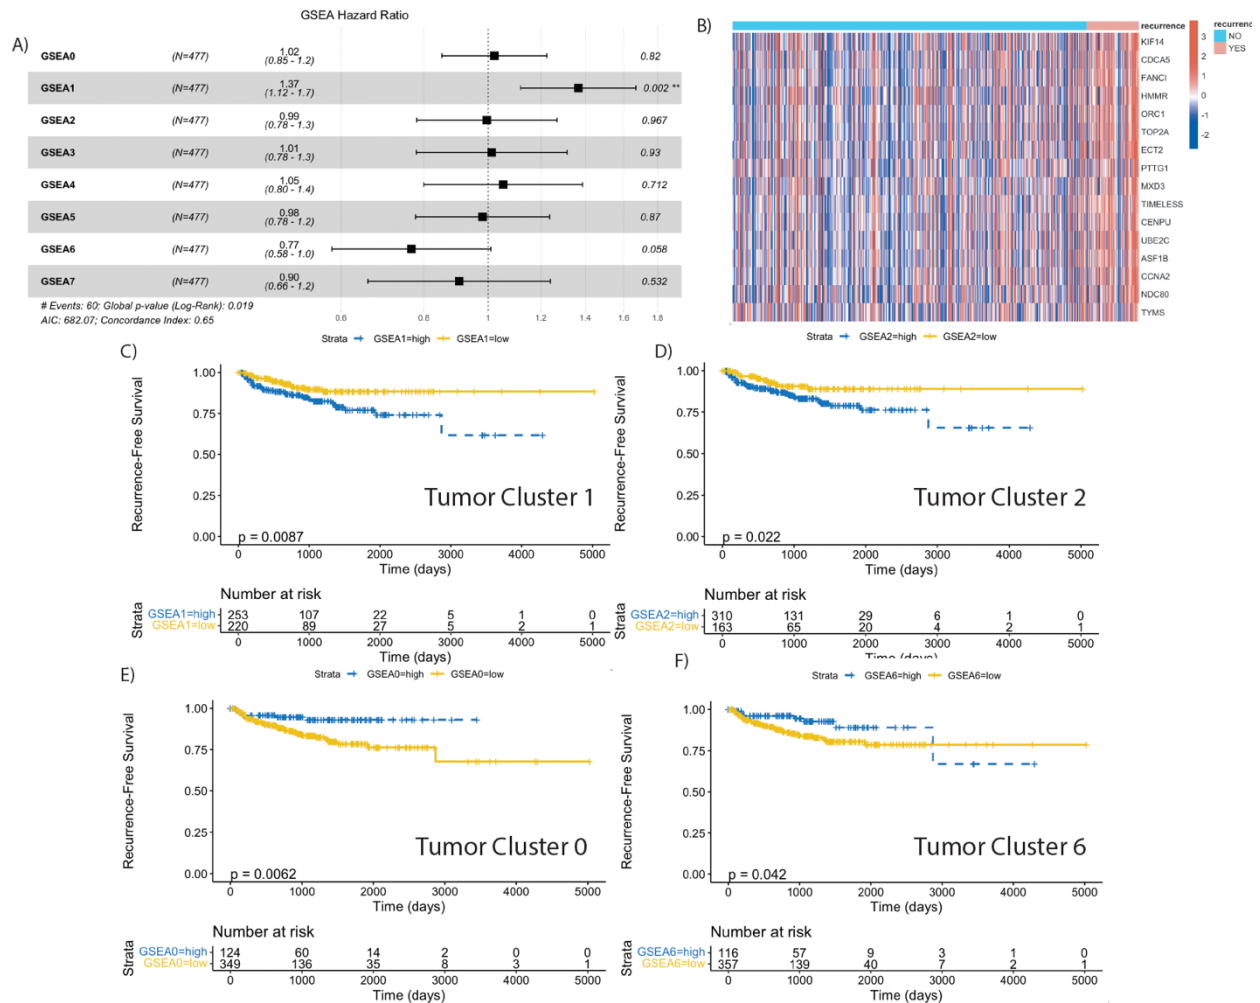 GSEA Hazard Ratio
A)
GSEA0 (N=477) 1.02 (0.85 - 1.2) 0.82
GSEA1 (N=477) 1.37 (1.12 - 1.7) 0.002 **
GSEA2 (N=477) 0.99 (0.78 - 1.3) 0.967
GSEA3 (N=477) 1.01 (0.78 - 1.3) 0.93
GSEA4 (N=477) 1.05 (0.80 - 1.4) 0.712
GSEA5 (N=477) 0.98 (0.78 - 1.2) 0.87
GSEA6 (N=477) 0.77 (0.58 - 1.0) 0.058
GSEA7 (N=477) 0.90 (0.66 - 1.2) 0.532
# Events: 60; Global p-value (Log-Rank): 0.019
AIC: 682.07; Concordance Index: 0.65
0.6 0.8 1 1.2 1.4 1.6 1.8
B)
recurrence
KIF14
CDCA5
FANCI
HMMR
ORC1
TOP2A
ECT2
PTTG1
MXD3
TIMELESS
CENPU
UBE2C
ASF1B
CCNA2
NDC80
TYMS
3
2
1
0
-1
-2
recurrence
NO
YES
C)
Strata GSEA1=high GSEA1=low
Recurrence-Free Survival
1.00
0.75
0.50
0.25
0.00
Tumor Cluster 1
p = 0.0087
0 1000 2000 3000 4000 5000
Time (days)
Number at risk
Strata
GSEA1=high 253 107 22 5 1 0
GSEA1=low 220 89 27 5 2 1
0 1000 2000 3000 4000 5000
Time (days)
D)
Strata GSEA2=high GSEA2=low
Recurrence-Free Survival
1.00
0.75
0.50
0.25
0.00
Tumor Cluster 2
p = 0.022
0 1000 2000 3000 4000 5000
Time (days)
Number at risk
Strata
GSEA2=high 310 131 29 6 1 0
GSEA2=low 163 65 20 4 2 1
0 1000 2000 3000 4000 5000
Time (days)
E)
Strata GSEA0=high GSEA0=low
Recurrence-Free Survival
1.00
0.75
0.50
0.25
0.00
Tumor Cluster 0
p = 0.0062
0 1000 2000 3000 4000 5000
Time (days)
Number at risk
Strata
GSEA0=high 124 60 14 2 0 0
GSEA0=low 349 136 35 8 3 1
0 1000 2000 3000 4000 5000
Time (days)
F)
Strata GSEA6=high GSEA6=low
Recurrence-Free Survival
1.00
0.75
0.50
0.25
0.00
Tumor Cluster 6
p = 0.042
0 1000 2000 3000 4000 5000
Time (days)
Number at risk
Strata
GSEA6=high 116 57 9 3 1 0
GSEA6=low 357 139 40 7 2 1
0 1000 2000 3000 4000 5000
Time (days)